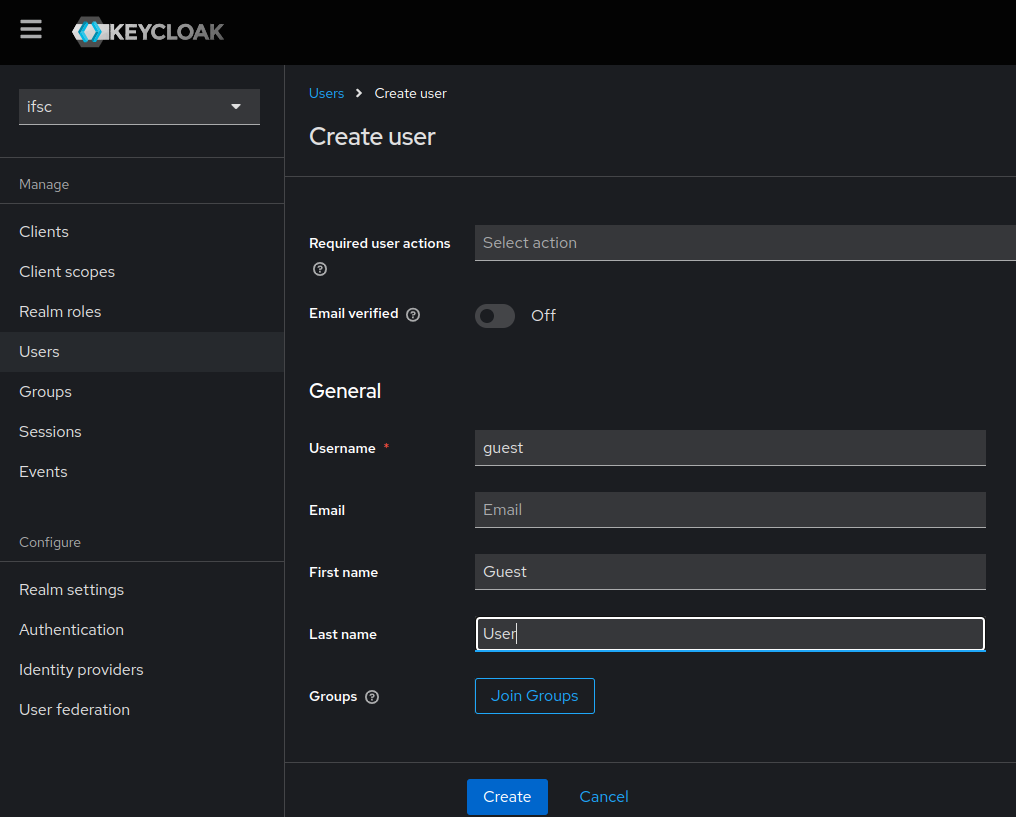 KEYCLOAK
ifsc
Manage
Clients
Client scopes
Realm roles
Users
Groups
Sessions
Events
Configure
Realm settings
Authentication
Identity providers
User federation
Users > Create user
Create user
Required user actions ? Select action
Email verified ? Off
General
Username * guest
Email Email
First name Guest
Last name User
Groups ? Join Groups
Create Cancel